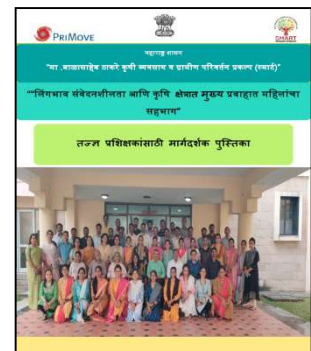 PRIMOVE
SMART
महाराष्ट्र शासन
"मा .बाळासाहेब ठाकरे कृषी व्यवसाय व ग्रामीण परिवर्तन प्रकल्प (स्मार्ट)"
""लिंगभाव संवेदनशीलता आणि कृषि क्षेत्रात मुख्य प्रवाहात महिलांचा
सहभाग"
तज्ज्ञ प्रशिक्षकांसाठी मार्गदर्शक पुस्तिका